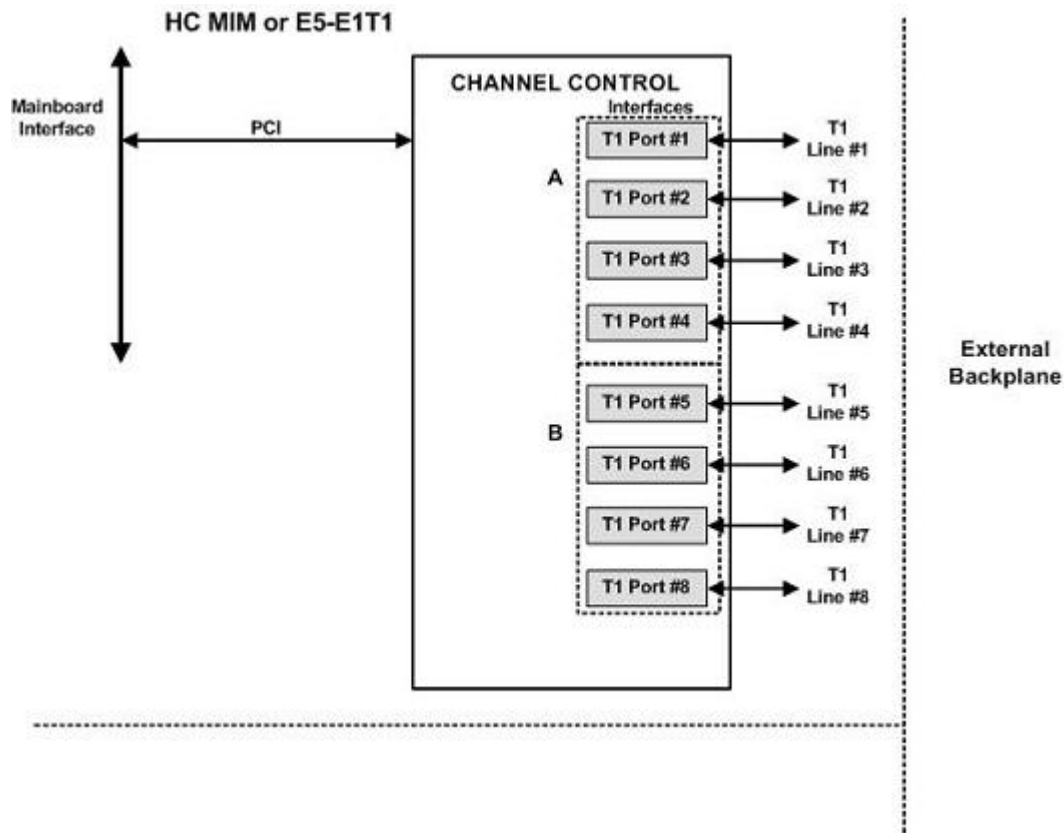 HC MIM or E5-E1T1
Mainboard
Interface
PCI
CHANNEL CONTROL
Interfaces
A
T1 Port #1
T1
Line #1
T1 Port #2
T1
Line #2
T1 Port #3
T1
Line #3
T1 Port #4
T1
Line #4
B
T1 Port #5
T1
Line #5
T1 Port #6
T1
Line #6
T1 Port #7
T1
Line #7
T1 Port #8
T1
Line #8
External
Backplane